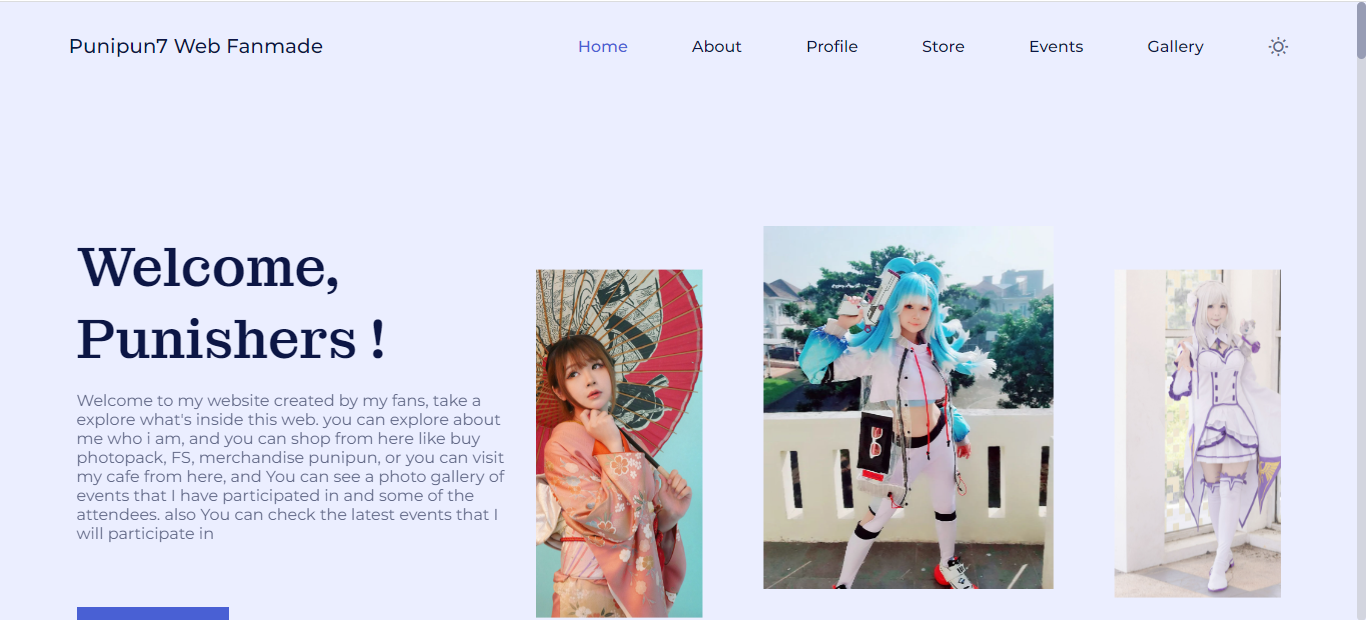 Punipun7 Web Fanmade
Home
About
Profile
Store
Events
Gallery
Welcome,
Punishers !
Welcome to my website created by my fans, take a
explore what's inside this web. you can explore about
me who i am, and you can shop from here like buy
photopack, FS, merchandise punipun, or you can visit
my cafe from here, and You can see a photo gallery of
events that I have participated in and some of the
attendees. also You can check the latest events that I
will participate in